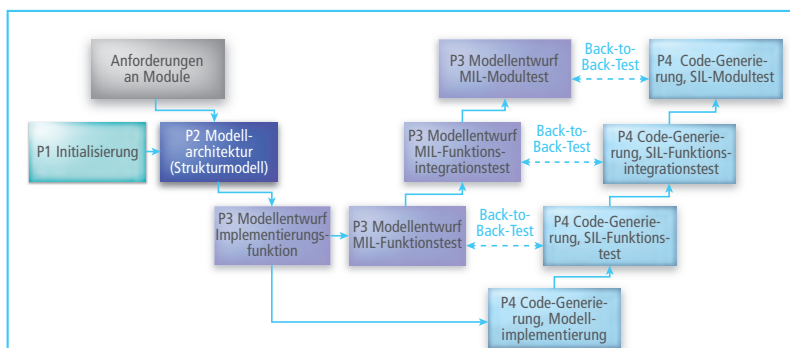 Anforderungen
an Module
P1 Initialisierung
P2 Modell-
architektur
(Strukturmodell)
P3 Modellentwurf
Implementierungs-
funktion
P3 Modellentwurf
MIL-Funktionstest
P3 Modellentwurf
MIL-Funktions-
integrationstest
P3 Modellentwurf
MIL-Modultest
Back-to-
Back-Test
P4 Code-Generie-
rung, SIL-Modultest
Back-to-
Back-Test
P4 Code-Generie-
rung, SIL-Funktions-
integrationstest
Back-to-
Back-Test
P4 Code-Generie-
rung, SIL-Funktions-
test
P4 Code-Generie-
rung, Modell-
implementierung